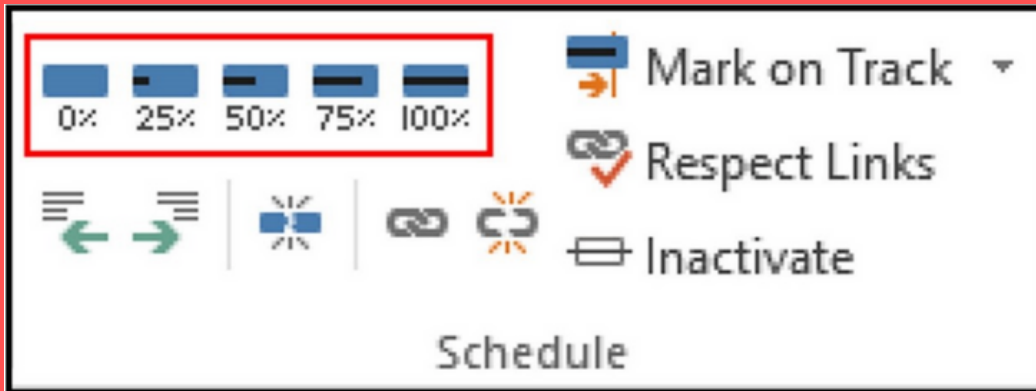 0% 25% 50% 75% 100%
Mark on Track
Respect Links
Inactivate
Schedule